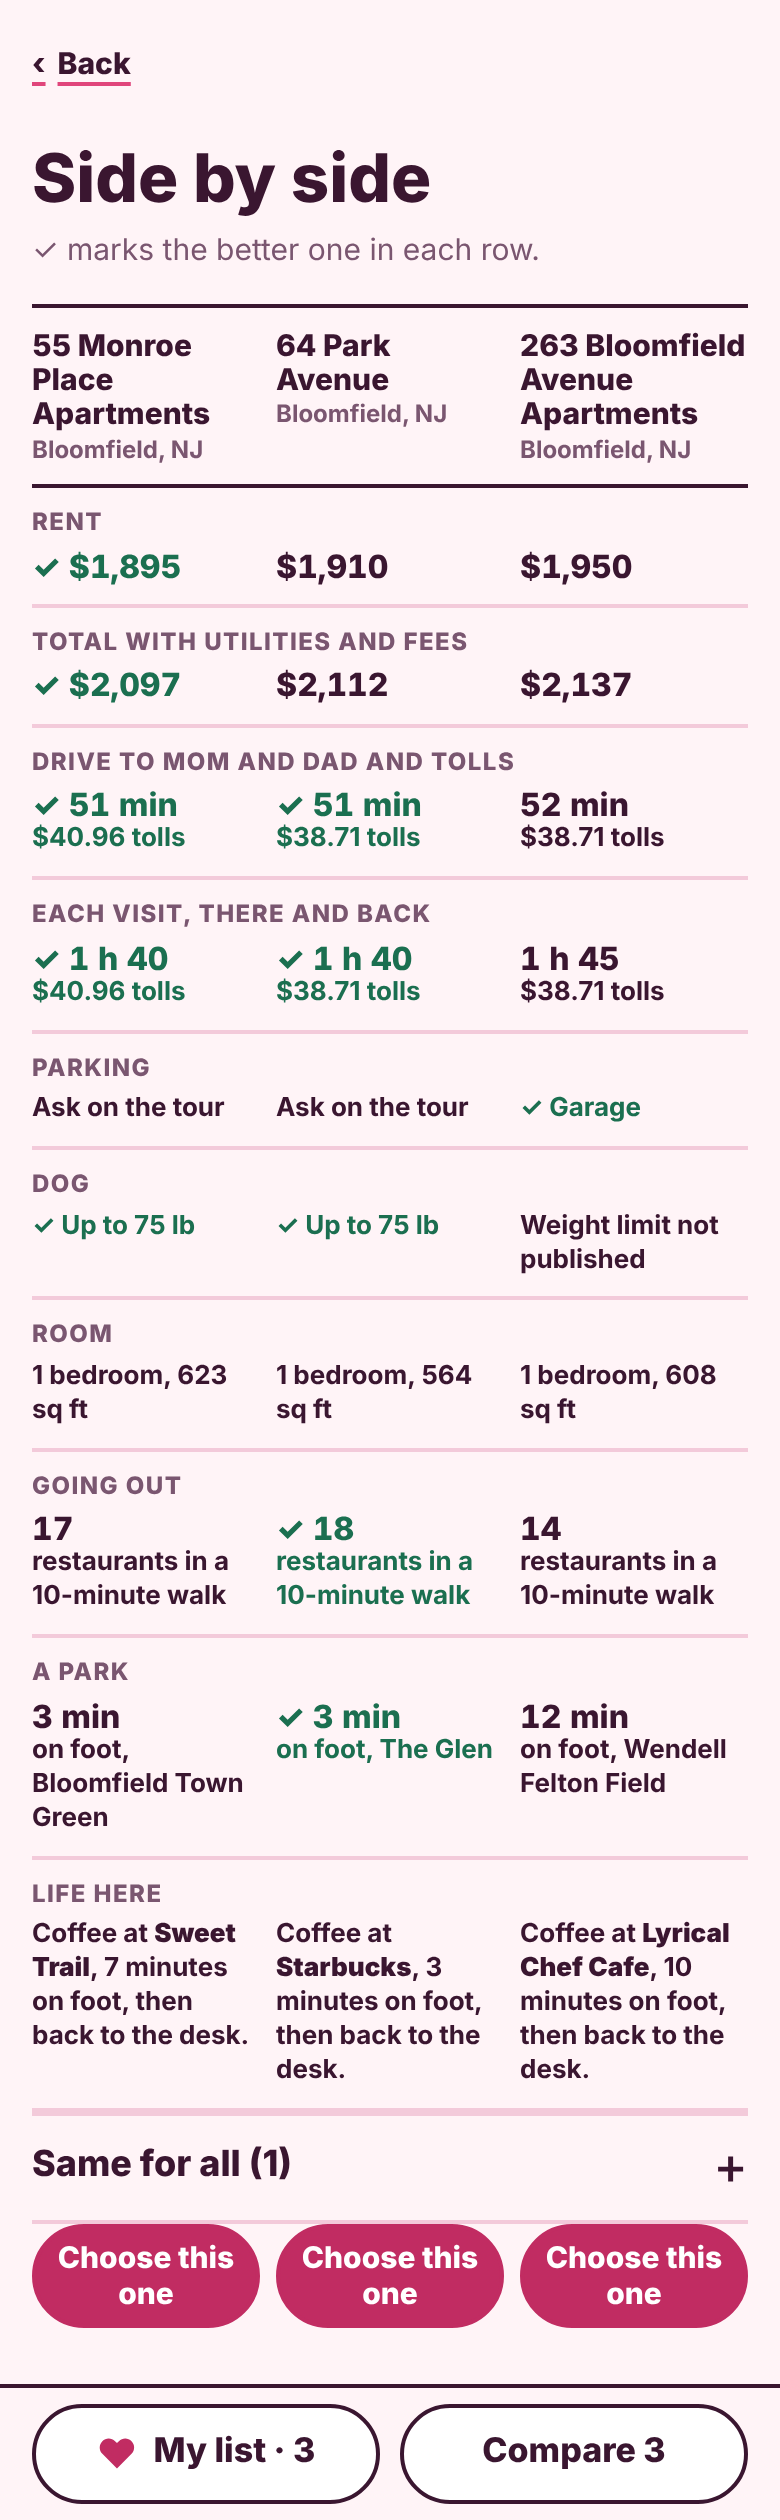 ‹ Back
Side by side
✓ marks the better one in each row.
55 Monroe Place Apartments
Bloomfield, NJ
64 Park Avenue
Bloomfield, NJ
263 Bloomfield Avenue Apartments
Bloomfield, NJ
RENT
✓ $1,895 $1,910 $1,950
TOTAL WITH UTILITIES AND FEES
✓ $2,097 $2,112 $2,137
DRIVE TO MOM AND DAD AND TOLLS
✓ 51 min ✓ 51 min 52 min
$40.96 tolls $38.71 tolls $38.71 tolls
EACH VISIT, THERE AND BACK
✓ 1 h 40 ✓ 1 h 40 1 h 45
$40.96 tolls $38.71 tolls $38.71 tolls
PARKING
Ask on the tour Ask on the tour ✓ Garage
DOG
✓ Up to 75 lb ✓ Up to 75 lb Weight limit not
published
ROOM
1 bedroom, 623 1 bedroom, 564 1 bedroom, 608
sq ft sq ft sq ft
GOING OUT
17 ✓ 18 14
restaurants in a restaurants in a restaurants in a
10-minute walk 10-minute walk 10-minute walk
A PARK
3 min
on foot,
Bloomfield Town
Green
✓ 3 min
on foot, The Glen
12 min
on foot, Wendell
Felton Field
LIFE HERE
Coffee at Sweet
Trail, 7 minutes
on foot, then
back to the desk.
Coffee at
Starbucks, 3
minutes on foot,
then back to the
desk.
Coffee at Lyrical
Chef Cafe, 10
minutes on foot,
then back to the
desk.
Same for all (1) +
Choose this one
Choose this one
Choose this one
My list · 3
Compare 3